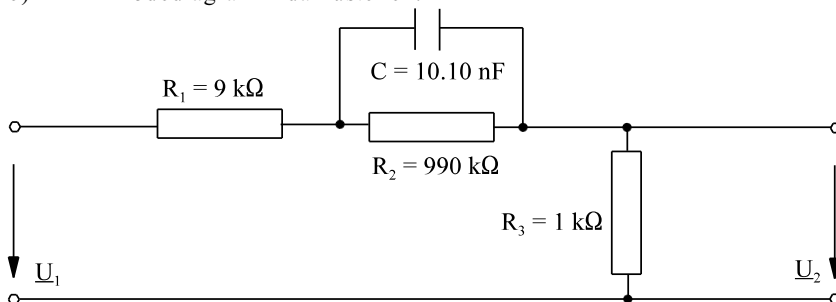 C = 10.10 nF
R₁ = 9 kΩ
R₂ = 990 kΩ
R₃ = 1 kΩ
U₁
U₂